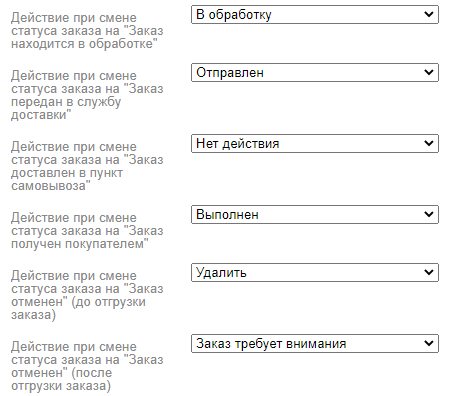 Действие при смене
статуса заказа на "Заказ
находится в обработке"
В обработку
Действие при смене
статуса заказа на "Заказ
передан в службу
доставки"
Отправлен
Действие при смене
статуса заказа на "Заказ
доставлен в пункт
самовывоза"
Нет действия
Действие при смене
статуса заказа на "Заказ
получен покупателем"
Выполнен
Действие при смене
статуса заказа на "Заказ
отменен" (до отгрузки
заказа)
Удалить
Действие при смене
статуса заказа на "Заказ
отменен" (после
отгрузки заказа)
Заказ требует внимания